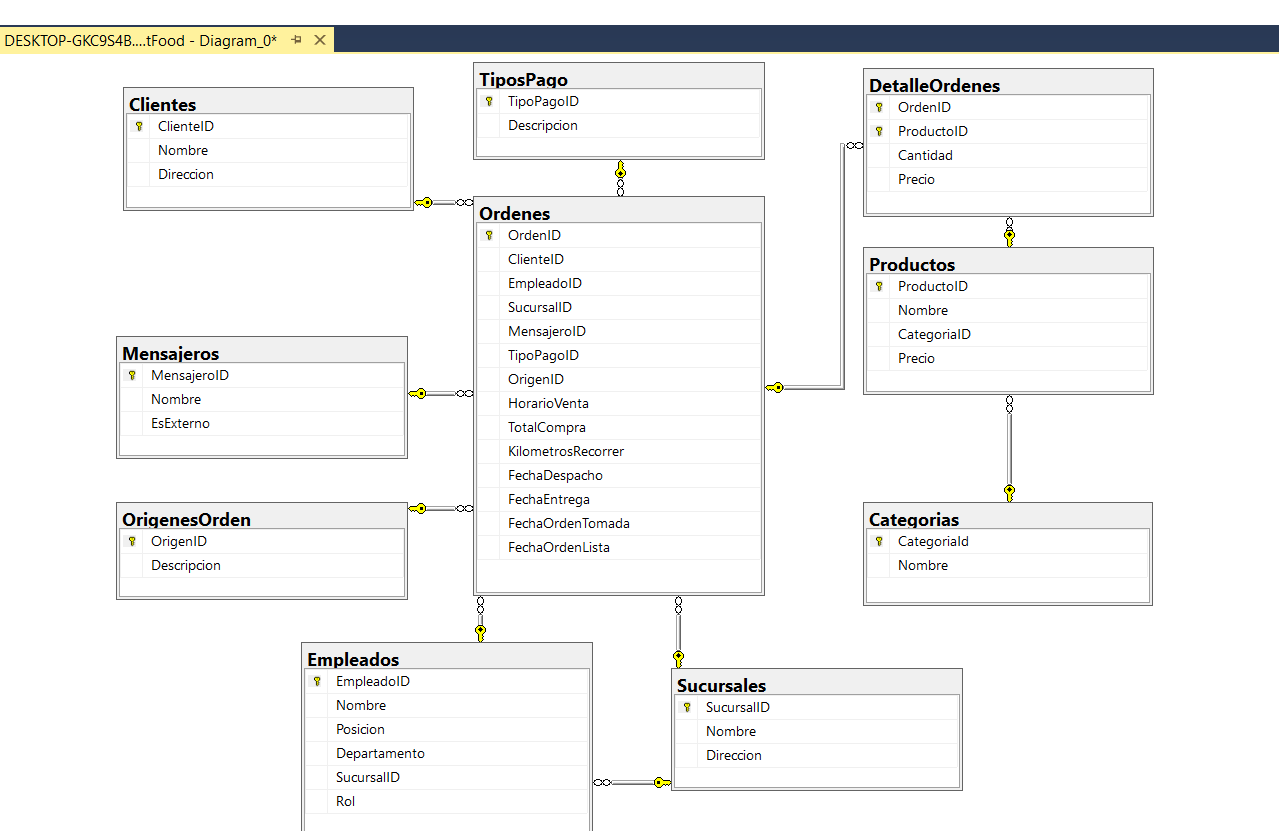 DESKTOP-GKC9S4B....tFood - Diagram_0*
Clientes
ClienteID
Nombre
Direccion
TiposPago
TipoPagoID
Descripcion
DetalleOrdenes
OrdenID
ProductoID
Cantidad
Precio
Ordenes
OrdenID
ClienteID
EmpleadoID
SucursalID
MensajeroID
TipoPagoID
OrigenID
HorarioVenta
TotalCompra
KilometrosRecorrer
FechaDespacho
FechaEntrega
FechaOrdenTomada
FechaOrdenLista
Productos
ProductoID
Nombre
CategoriaID
Precio
Mensajeros
MensajeroID
Nombre
EsExterno
OrigenesOrden
OrigenID
Descripcion
Categorias
CategoriaId
Nombre
Empleados
EmpleadoID
Nombre
Posicion
Departamento
SucursalID
Rol
Sucursales
SucursalID
Nombre
Direccion